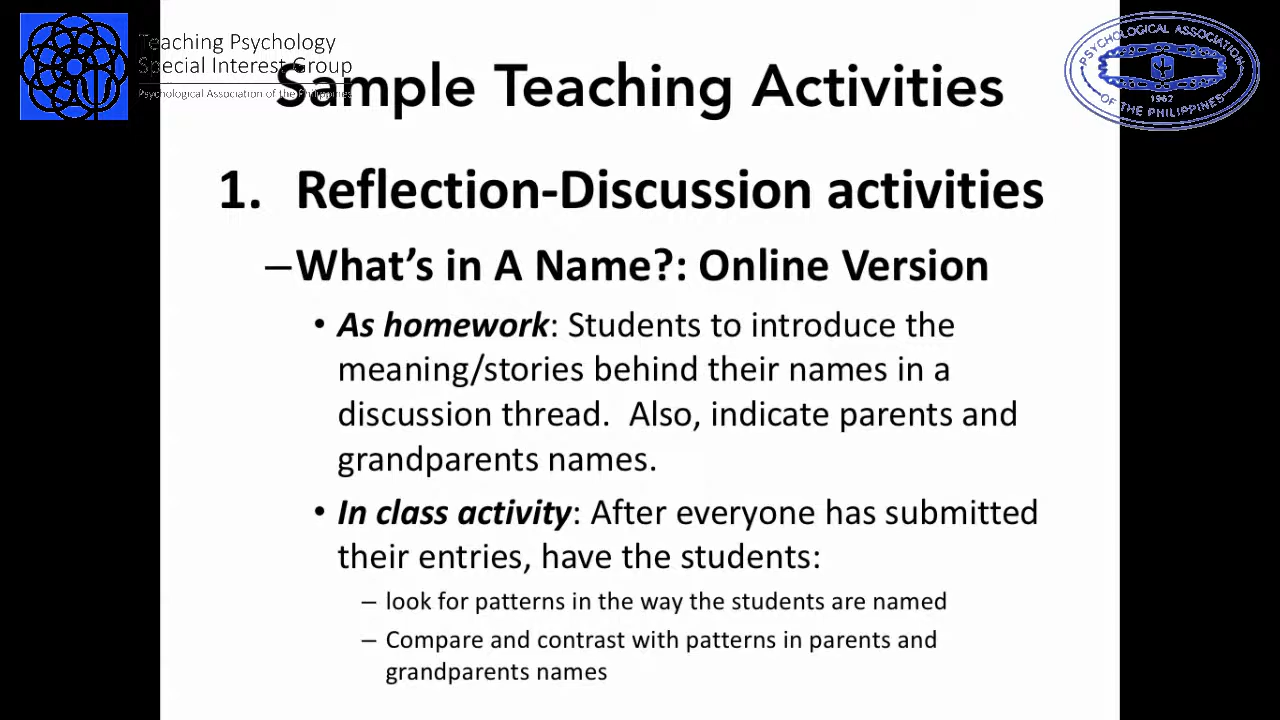 Teaching Psychology
Special Interest Group
Psychological Association of the Philippines
PSYCHOLOGICAL ASSOCIATION
OF THE PHILIPPINES
1962
Sample Teaching Activities
1. Reflection-Discussion activities
–What's in A Name?: Online Version
• As homework: Students to introduce the
meaning/stories behind their names in a
discussion thread.  Also, indicate parents and
grandparents names.
• In class activity: After everyone has submitted
their entries, have the students:
– look for patterns in the way the students are named
– Compare and contrast with patterns in parents and
grandparents names